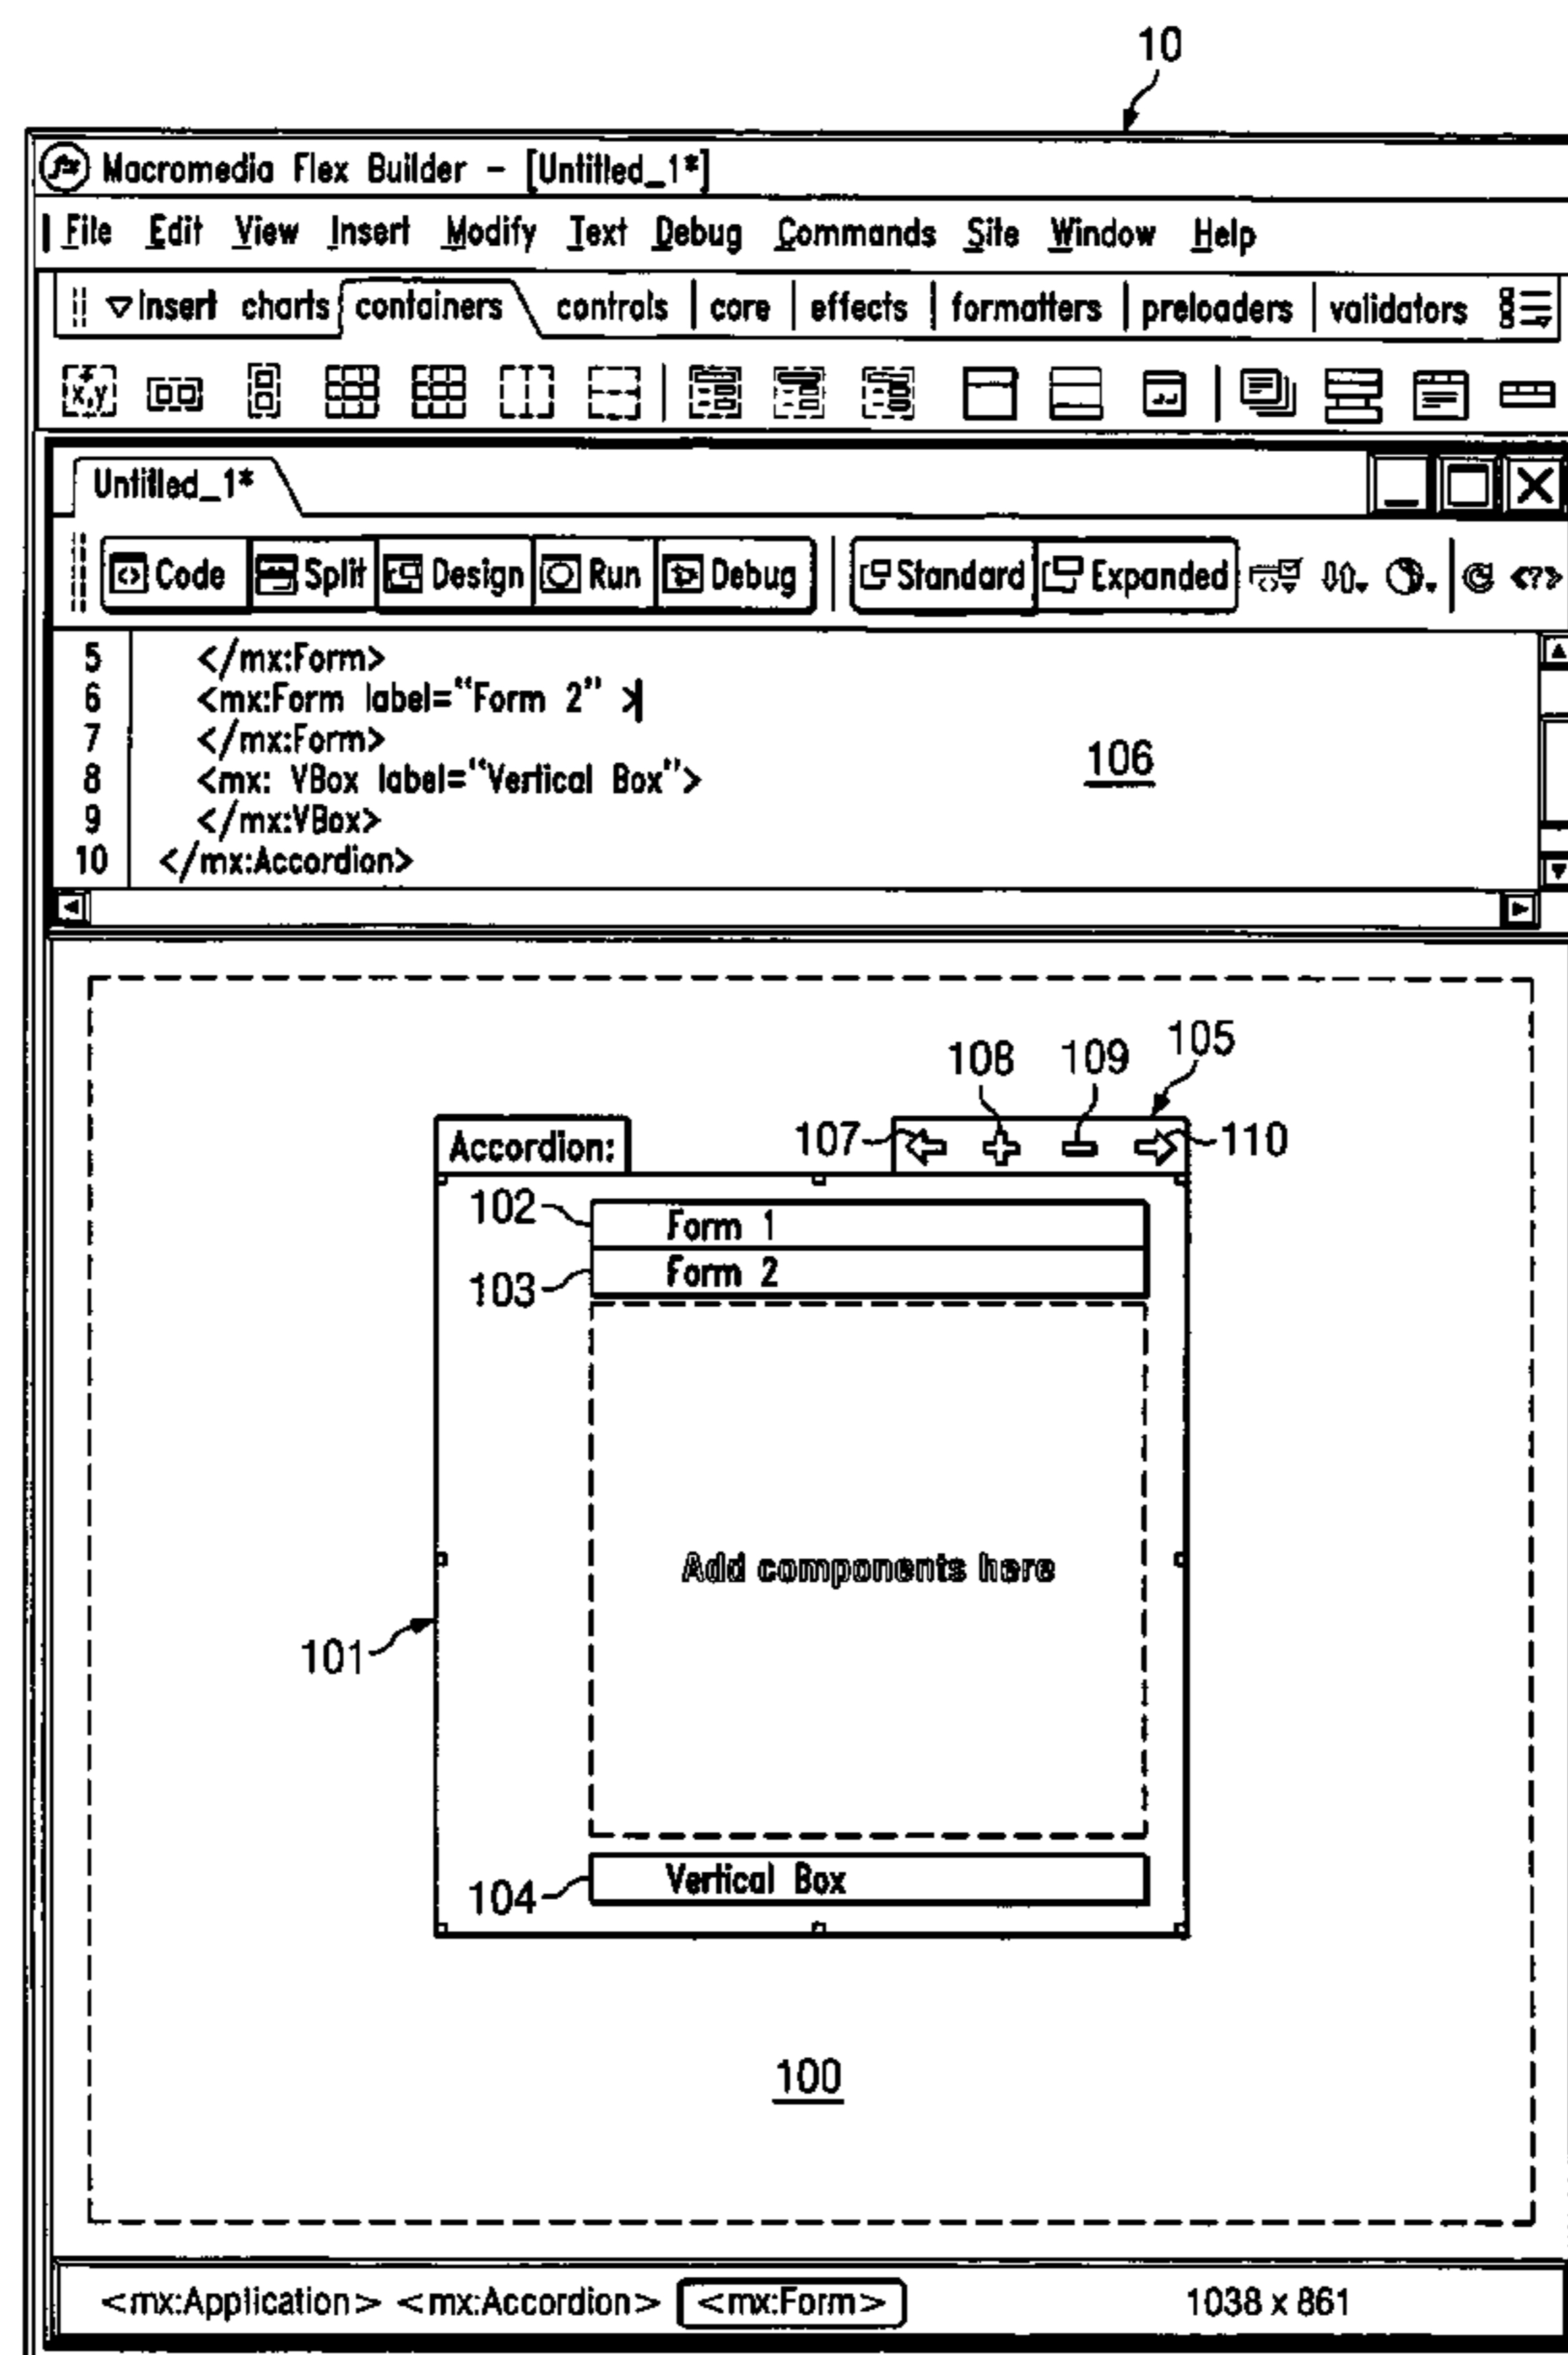 10
Macromedia Flex Builder - [Untitled_1*]
File Edit View Insert Modify Text Debug Commands Site Window Help
Insert charts containers controls core effects formatters preloaders validators
x,y
Untitled_1*
Code Split Design Run Debug Standard Expanded <?>
5 </mx:Form>
6 <mx:Form label="Form 2" >
7 </mx:Form>
8 <mx: VBox label="Vertical Box">
9 </mx:VBox>
10 </mx:Accordion>
106
105
108 109
Accordion: 107 110
102 Form 1
103 Form 2
Add components here
101
104 Vertical Box
100
<mx:Application> <mx:Accordion> <mx:Form> 1038 x 861